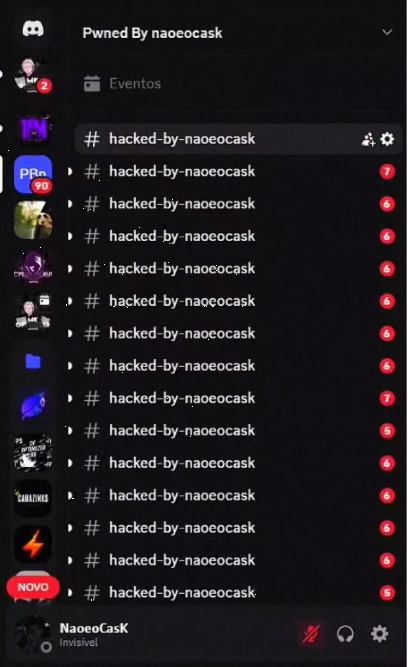 Pwned By naoeocask
2
Eventos
# hacked-by-naoeocask
PBn
90
# hacked-by-naoeocask 7
# hacked-by-naoeocask 6
# hacked-by-naoeocask 6
# hacked-by-naoeocask 6
# hacked-by-naoeocask 6
# hacked-by-naoeocask 6
# hacked-by-naoeocask 6
# hacked-by-naoeocask 7
# hacked-by-naoeocask 5
# hacked-by-naoeocask 6
# hacked-by-naoeocask 6
# hacked-by-naoeocask 6
# hacked-by-naoeocask 6
# hacked-by-naoeocask 5
NOVO
NaoeoCasK
Invisível